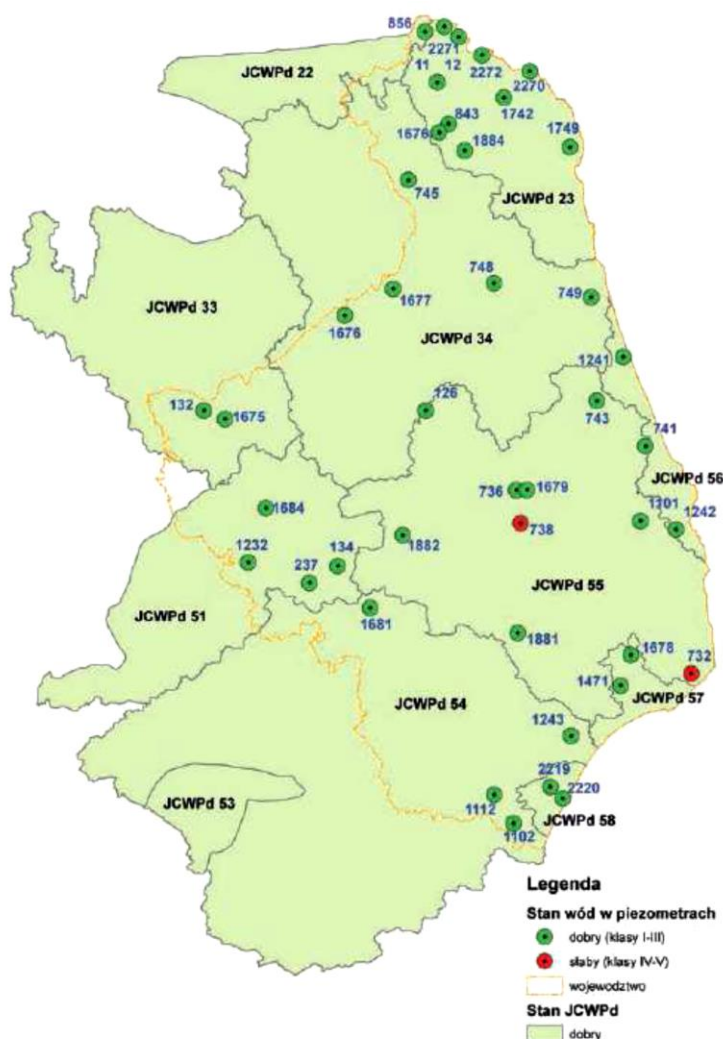 856
JCWPd 22
2271
11 12
2272
2270
1742
843
1676
1884
1749
745
JCWPd 23
748
749
JCWPd 33
1677
1676
JCWPd 34
1241
132
1675
126
743
741
JCWPd 56
1684
736 1679
1301
1242
738
1232
134
237
1882
JCWPd 55
JCWPd 51
1681
1881
1678
732
1471
JCWPd 57
JCWPd 54
1243
2219
2220
JCWPd 53
1112
JCWPd 58
1102
Legenda
Stan wód w piezometrach
dobry (klasy I-III)
słaby (klasy IV-V)
wojewodztwo
Stan JCWPd
dobry